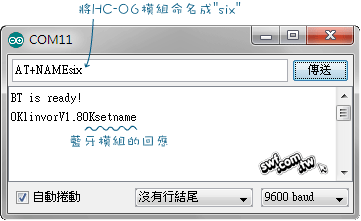 將HC-06模組命名成"six"
COM11
AT+NAMEsix
傳送
BT is ready!
OKlinvorV1.8OKsetname
藍牙模組的回應
swf.com.tw
自動捲動
沒有行結尾
9600 baud